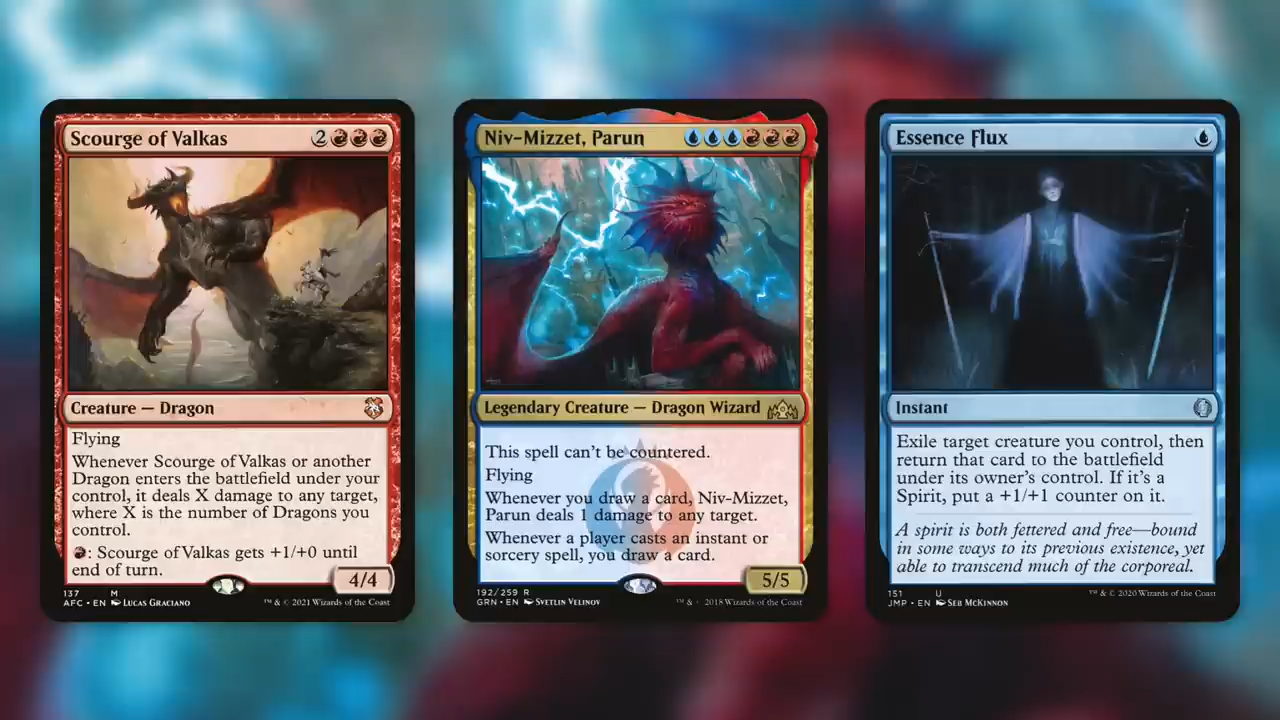 Scourge of Valkas 2
Creature — Dragon
Flying
Whenever Scourge of Valkas or another
Dragon enters the battlefield under your
control, it deals X damage to any target,
where X is the number of Dragons you
control.
: Scourge of Valkas gets +1/+0 until
end of turn.
4/4
137 M
AFC • EN Lucas Graciano ™ & © 2021 Wizards of the Coast
Niv-Mizzet, Parun
Legendary Creature — Dragon Wizard
This spell can't be countered.
Flying
Whenever you draw a card, Niv-Mizzet,
Parun deals 1 damage to any target.
Whenever a player casts an instant or
sorcery spell, you draw a card.
5/5
192/259 R
GRN • EN Svetlin Velinov ™ & © 2018 Wizards of the Coast
Essence Flux
Instant
Exile target creature you control, then
return that card to the battlefield
under its owner's control. If it's a
Spirit, put a +1/+1 counter on it.
A spirit is both fettered and free—bound
in some ways to its previous existence, yet
able to transcend much of the corporeal.
151 U
JMP • EN Seb McKinnon ™ & © 2020 Wizards of the Coast